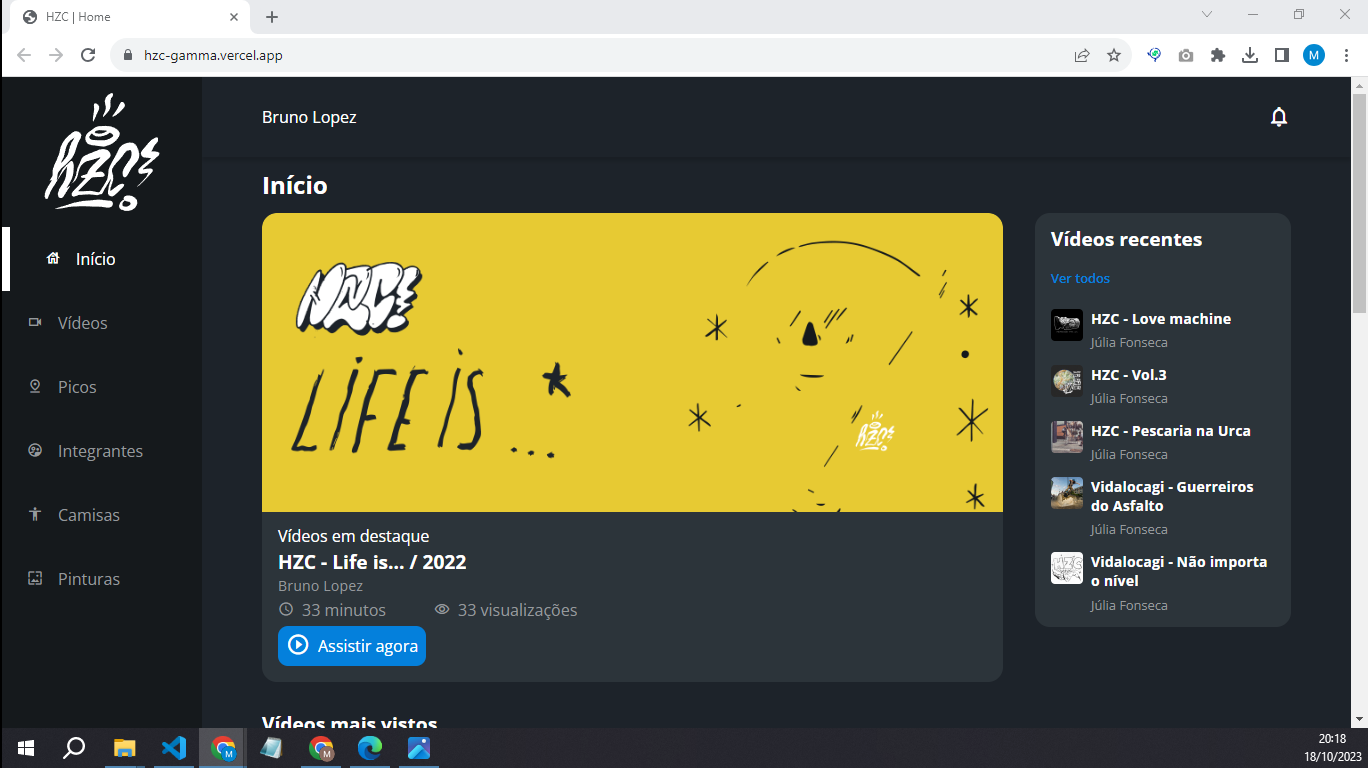 HZC | Home
hzc-gamma.vercel.app
M
hzc!
Bruno Lopez
Início
Início
Vídeos
Picos
Integrantes
Camisas
Pinturas
HZC!
LIFE IS ...
hzc!
Vídeos em destaque
HZC - Life is... / 2022
Bruno Lopez
33 minutos
33 visualizações
Assistir agora
Vídeos mais vistos
Vídeos recentes
Ver todos
HZC - Love machine
Júlia Fonseca
HZC - Vol.3
Júlia Fonseca
HZC - Pescaria na Urca
Júlia Fonseca
Vidalocagi - Guerreiros
do Asfalto
Júlia Fonseca
Vidalocagi - Não importa
o nível
Júlia Fonseca
M
M
20:18
18/10/2023